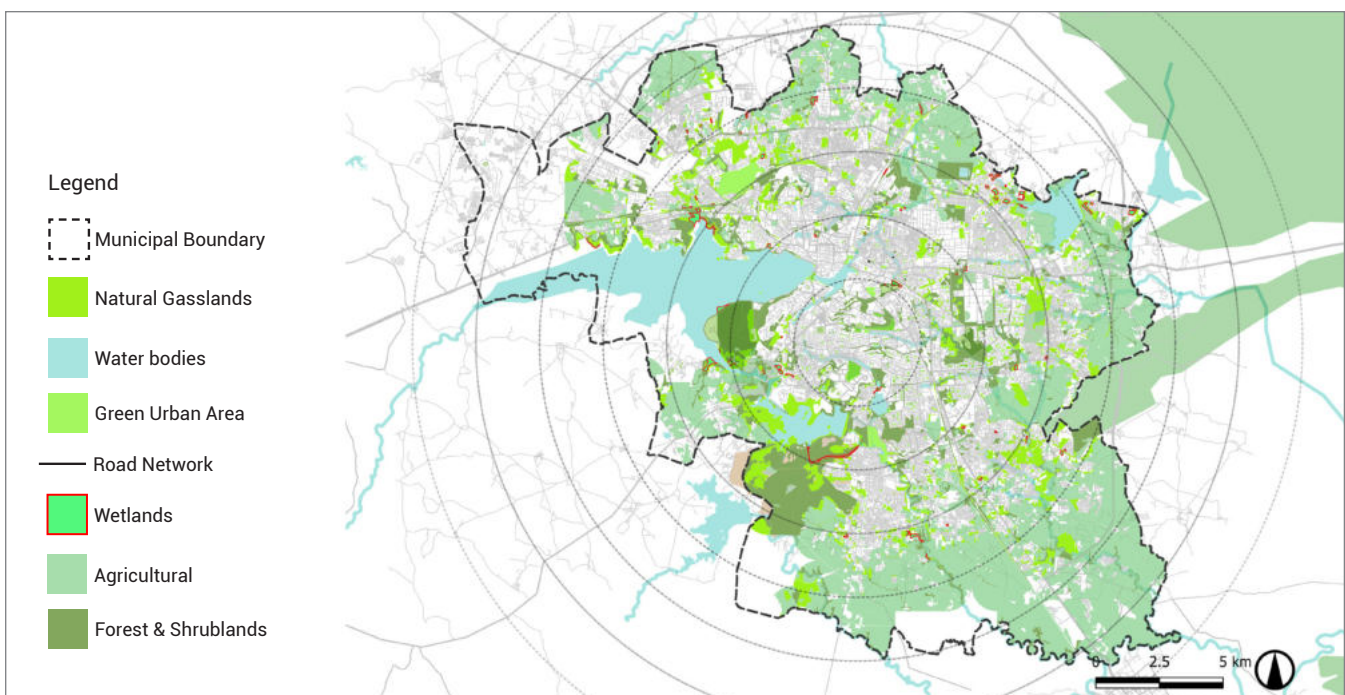 Legend
Municipal Boundary
Natural Gasslands
Water bodies
Green Urban Area
Road Network
Wetlands
Agricultural
Forest & Shrublands
0 2.5 5 km